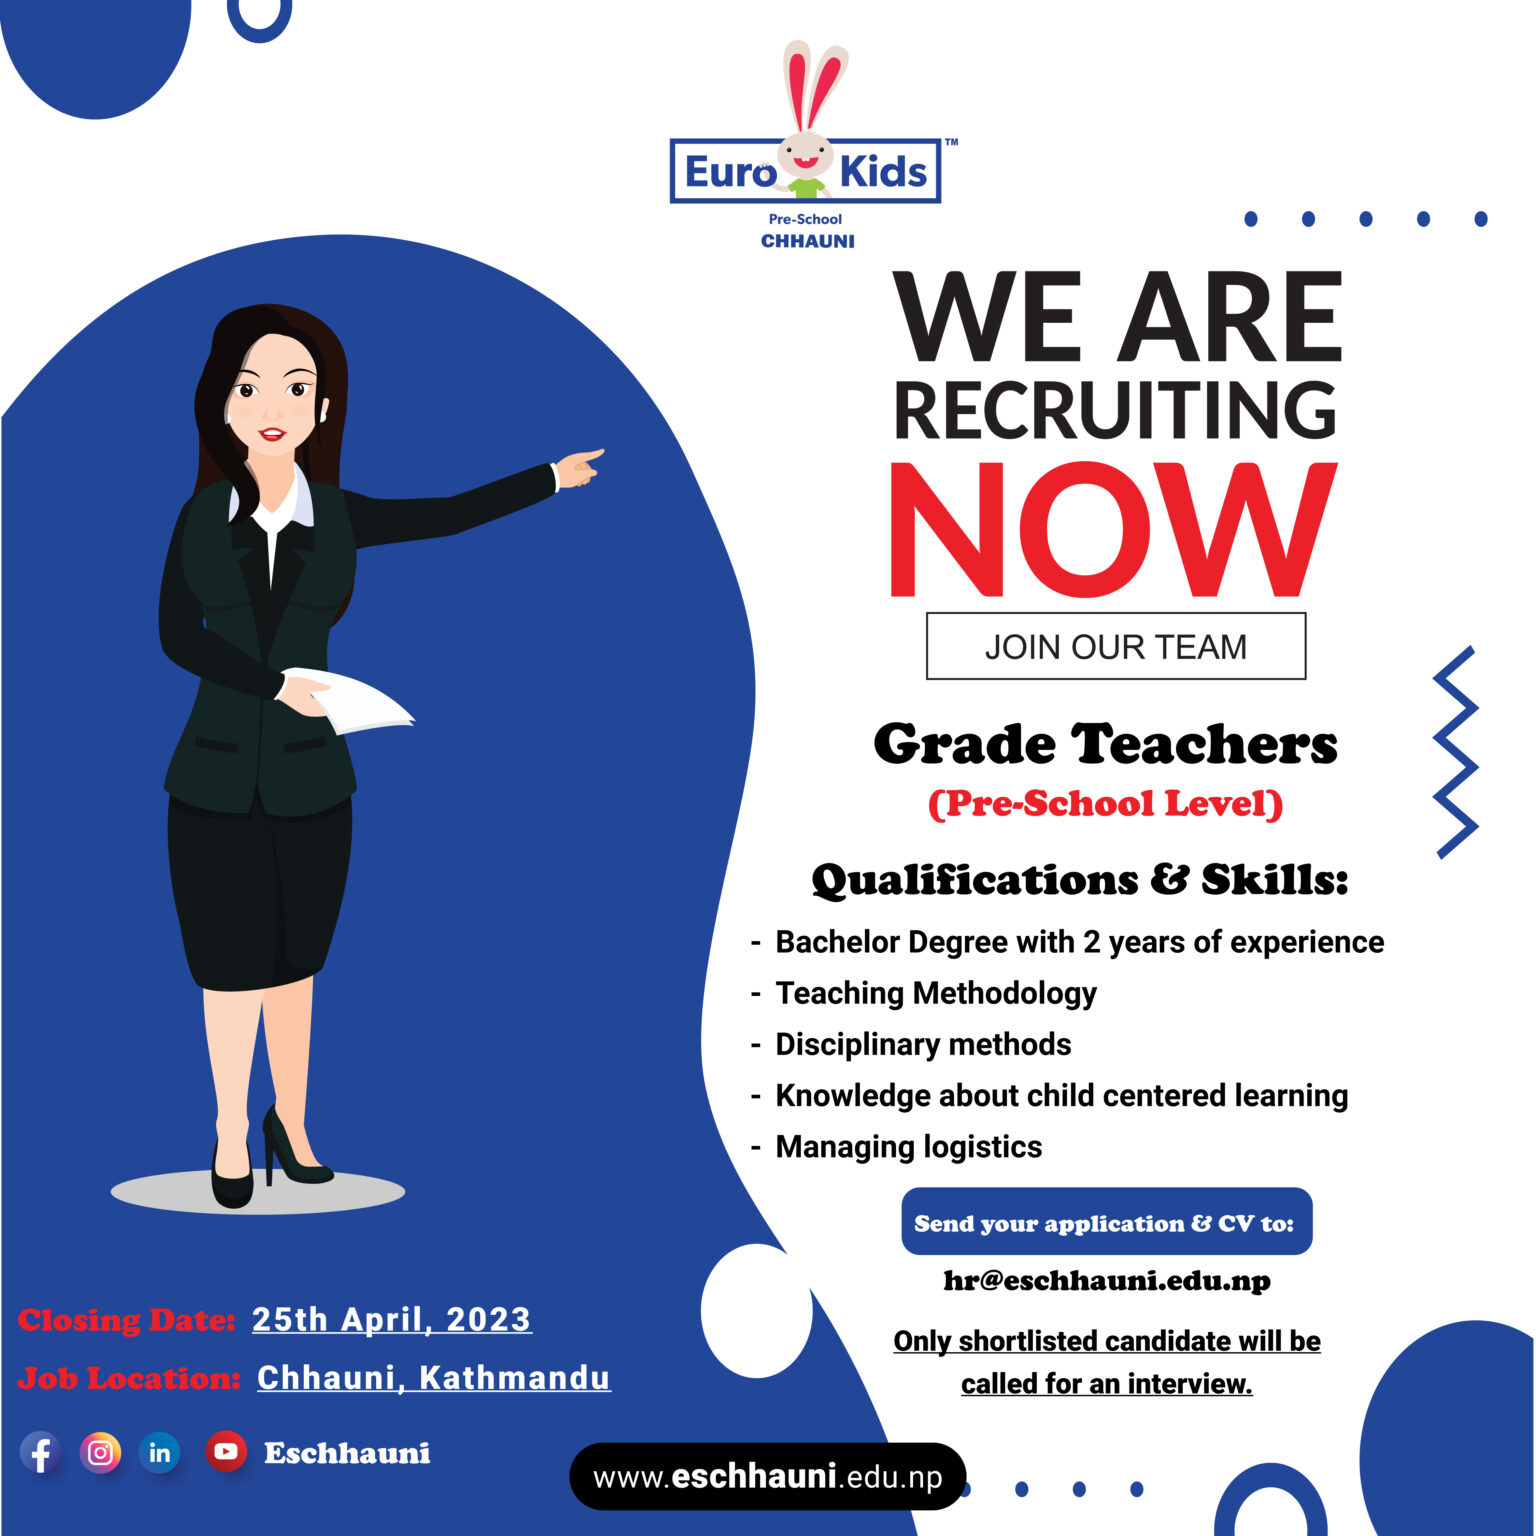 Euro Kids TM
Pre-School
CHHAUNI
WE ARE
RECRUITING
NOW
JOIN OUR TEAM
Grade Teachers
(Pre-School Level)
Qualifications & Skills:
- Bachelor Degree with 2 years of experience
- Teaching Methodology
- Disciplinary methods
- Knowledge about child centered learning
- Managing logistics
Send your application & CV to:
hr@eschhauni.edu.np
Only shortlisted candidate will be
called for an interview.
Closing Date: 25th April, 2023
Job Location: Chhauni, Kathmandu
f in Eschhauni
www.eschhauni.edu.np